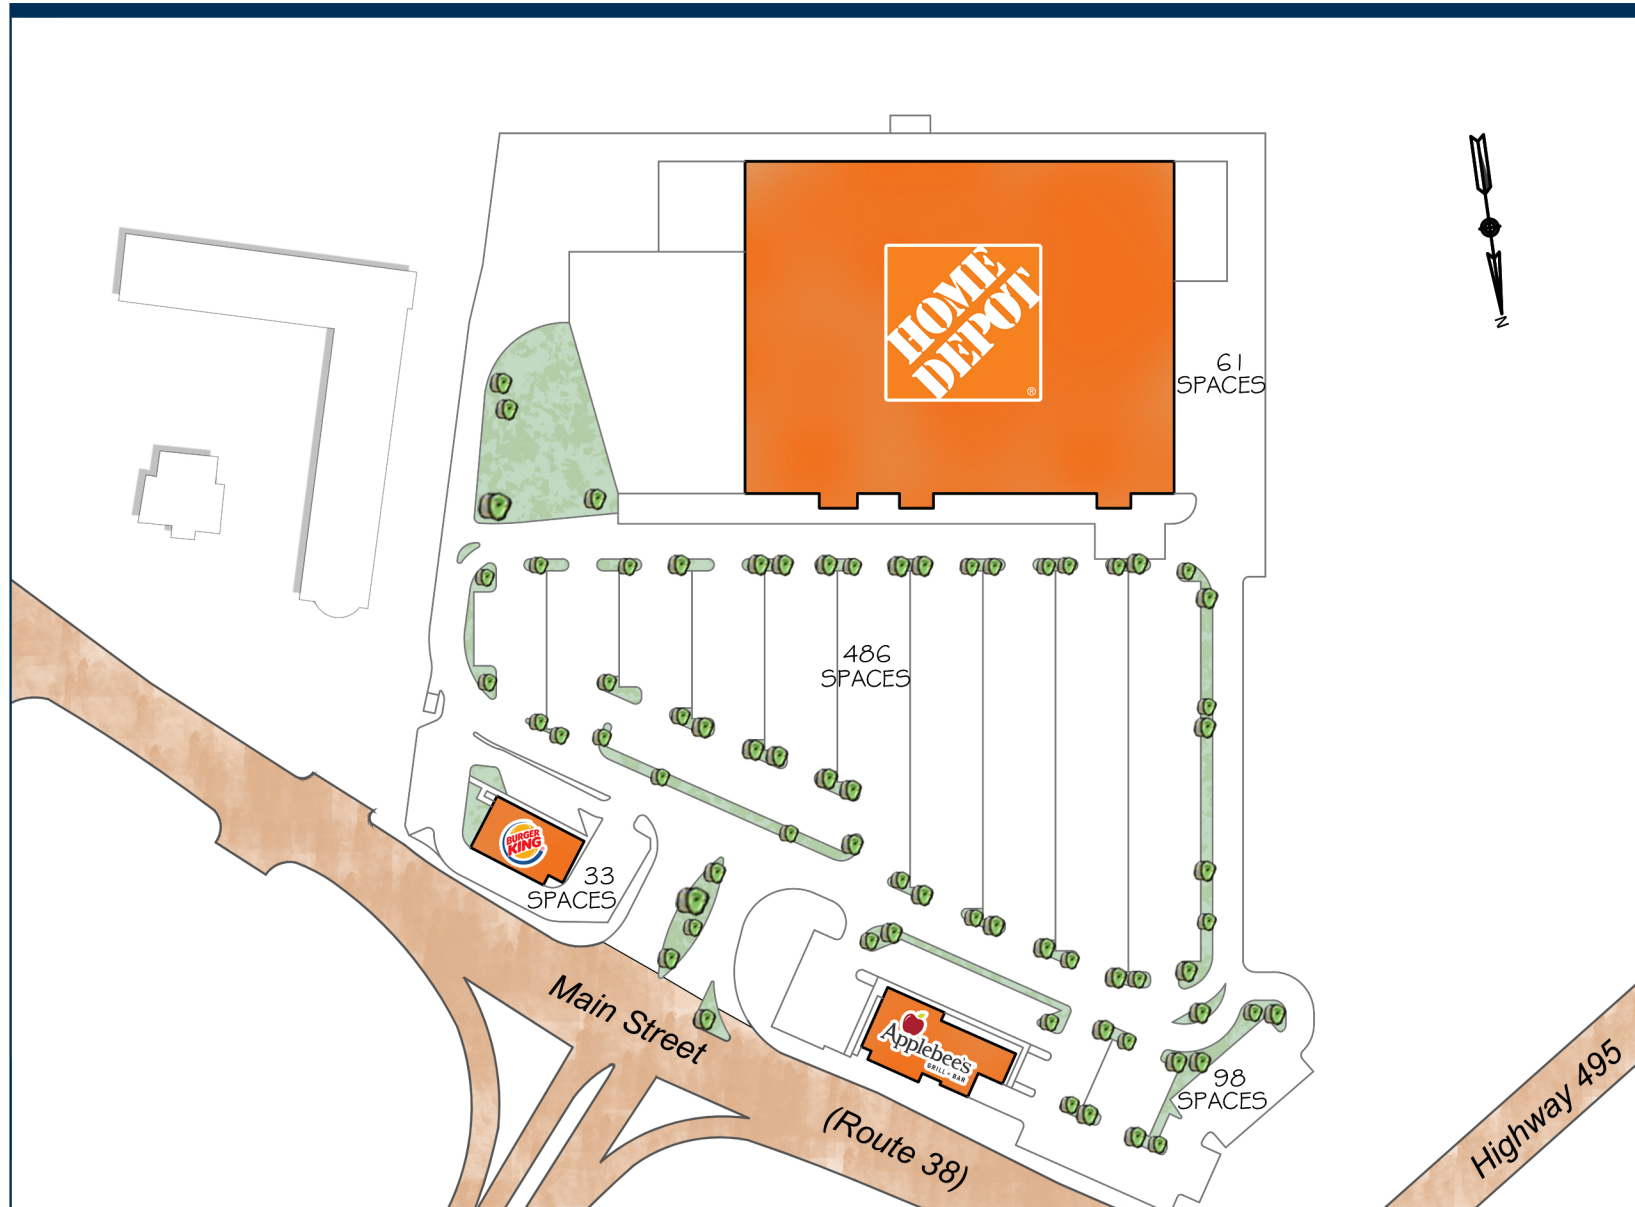 HOME
DEPOT
®
N
61
SPACES
486
SPACES
BURGER
KING
33
SPACES
Main Street
Applebee's
GRILL + BAR
98
SPACES
(Route 38)
Highway 495